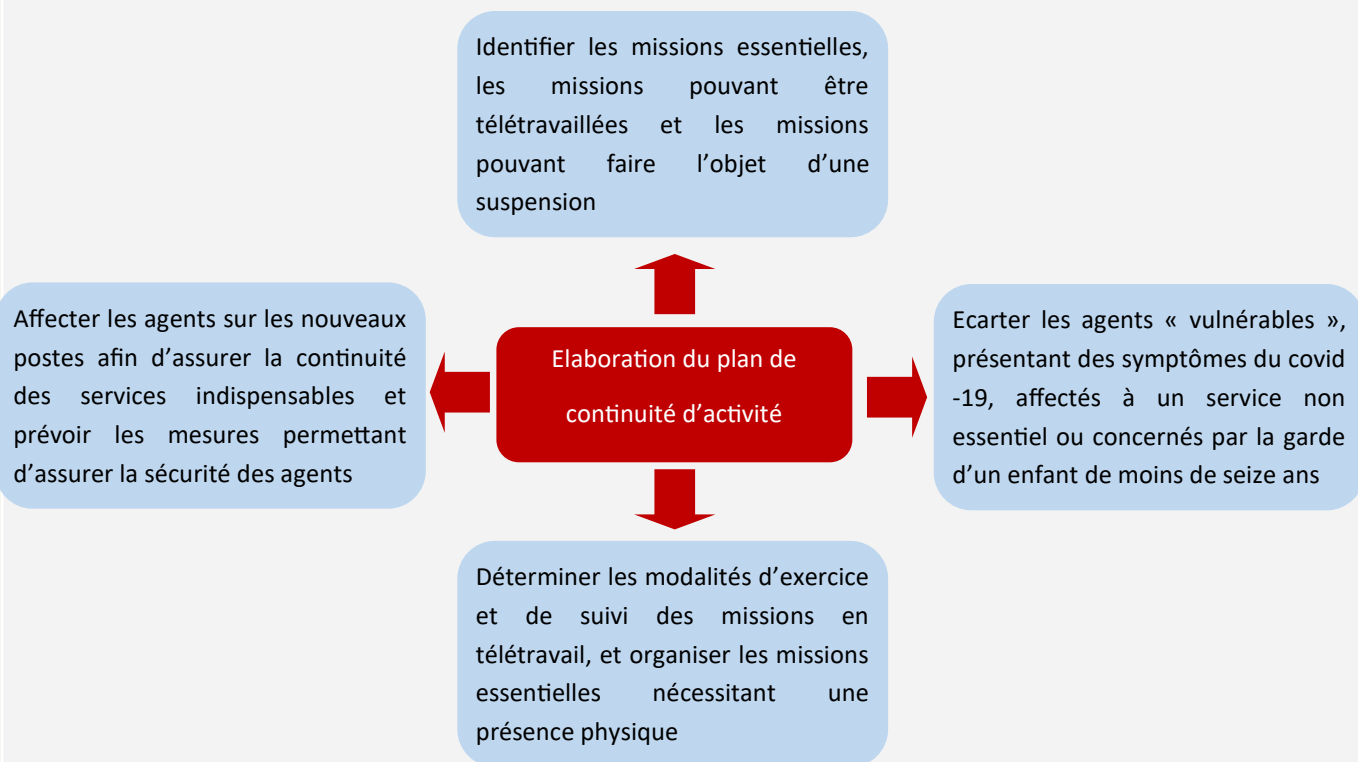 Identifier les missions essentielles,
les missions pouvant être
télétravaillées et les missions
pouvant faire l’objet d’une
suspension
Affecter les agents sur les nouveaux
postes afin d’assurer la continuité
des services indispensables et
prévoir les mesures permettant
d’assurer la sécurité des agents
Elaboration du plan de
continuité d’activité
Ecarter les agents « vulnérables »,
présentant des symptômes du covid
-19, affectés à un service non
essentiel ou concernés par la garde
d’un enfant de moins de seize ans
Déterminer les modalités d’exercice
et de suivi des missions en
télétravail, et organiser les missions
essentielles nécessitant une
présence physique